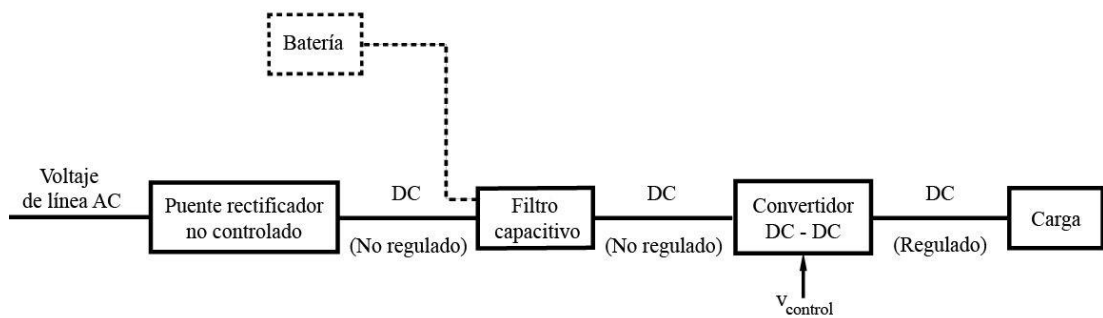 Batería
Voltaje
de línea AC
Puente rectificador
no controlado
DC
(No regulado)
Filtro
capacitivo
DC
(No regulado)
Convertidor
DC - DC
DC
(Regulado)
Carga
v_control